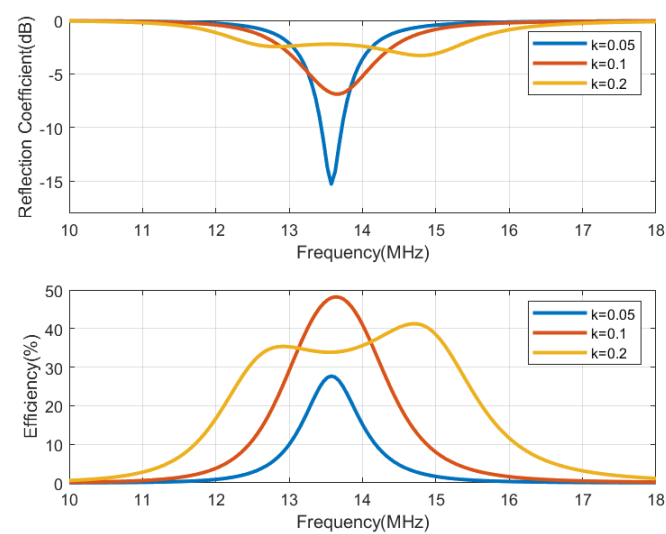 0
-5
-10
-15
Reflection Coefficient(dB)
k=0.05
k=0.1
k=0.2
10 11 12 13 14 15 16 17 18
Frequency(MHz)
50
40
30
20
10
0
Efficiency(%)
k=0.05
k=0.1
k=0.2
10 11 12 13 14 15 16 17 18
Frequency(MHz)